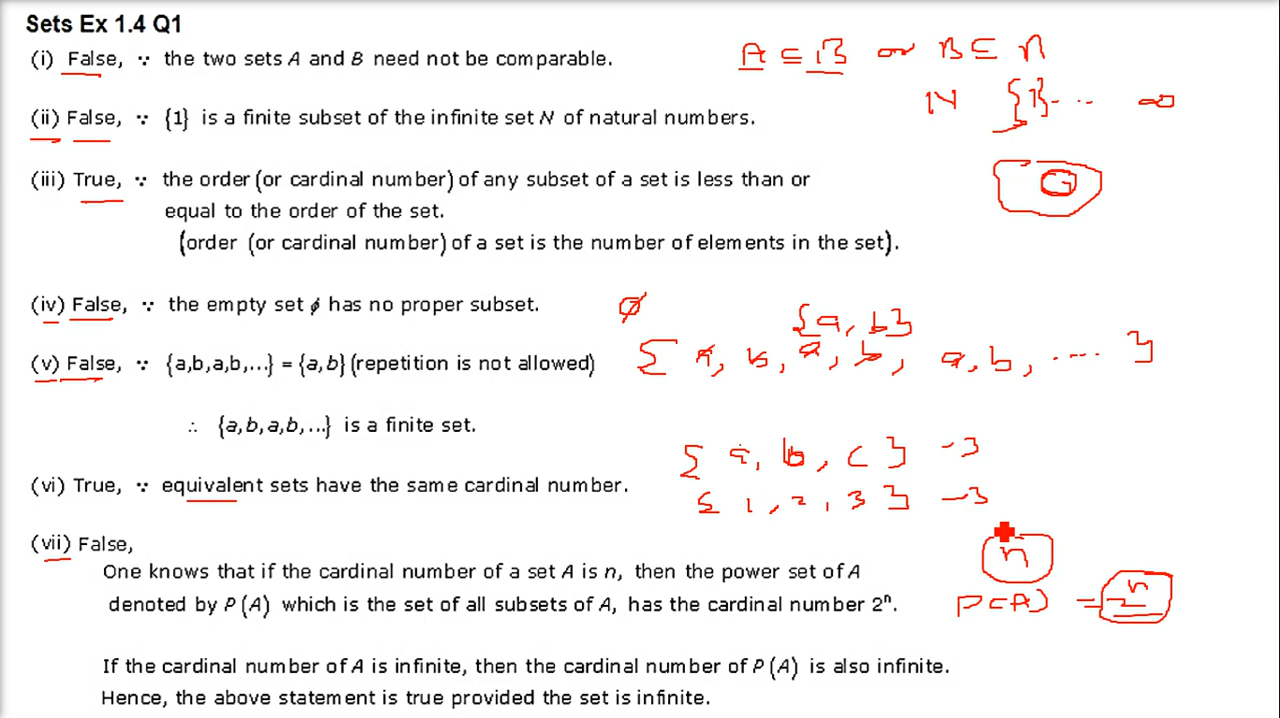 Sets Ex 1.4 Q1
(i) False, ∵ the two sets A and B need not be comparable.
A ⊆ B or B ⊆ A
(ii) False, ∵ {1} is a finite subset of the infinite set N of natural numbers.
N {1} ---- ∞
(iii) True, ∵ the order (or cardinal number) of any subset of a set is less than or
equal to the order of the set.
(order (or cardinal number) of a set is the number of elements in the set).
(iv) False, ∵ the empty set ϕ has no proper subset.
ϕ
{a, b}
(v) False, ∵ {a,b,a,b,...} = {a,b} (repetition is not allowed)
{ a, b, a, b, a, b, .... }
∴ {a,b,a,b,...} is a finite set.
{ a, b, c } - 3
(vi) True, ∵ equivalent sets have the same cardinal number.
{ 1, 2, 3 } - 3
(vii) False,
n
One knows that if the cardinal number of a set A is n, then the power set of A
denoted by P(A) which is the set of all subsets of A, has the cardinal number 2ⁿ.
P(A) = 2ⁿ
If the cardinal number of A is infinite, then the cardinal number of P(A) is also infinite.
Hence, the above statement is true provided the set is infinite.